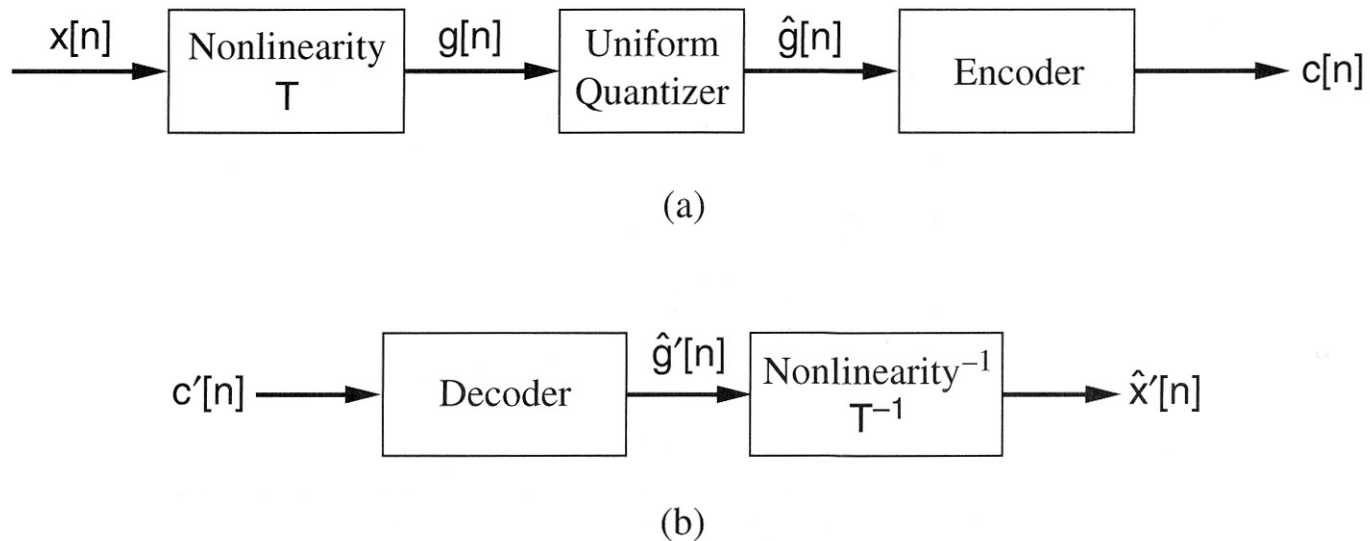 x[n]
Nonlinearity
T
g[n]
Uniform
Quantizer
ĝ[n]
Encoder
c[n]
(a)
c′[n]
Decoder
ĝ′[n]
Nonlinearity⁻¹
T⁻¹
x̂′[n]
(b)